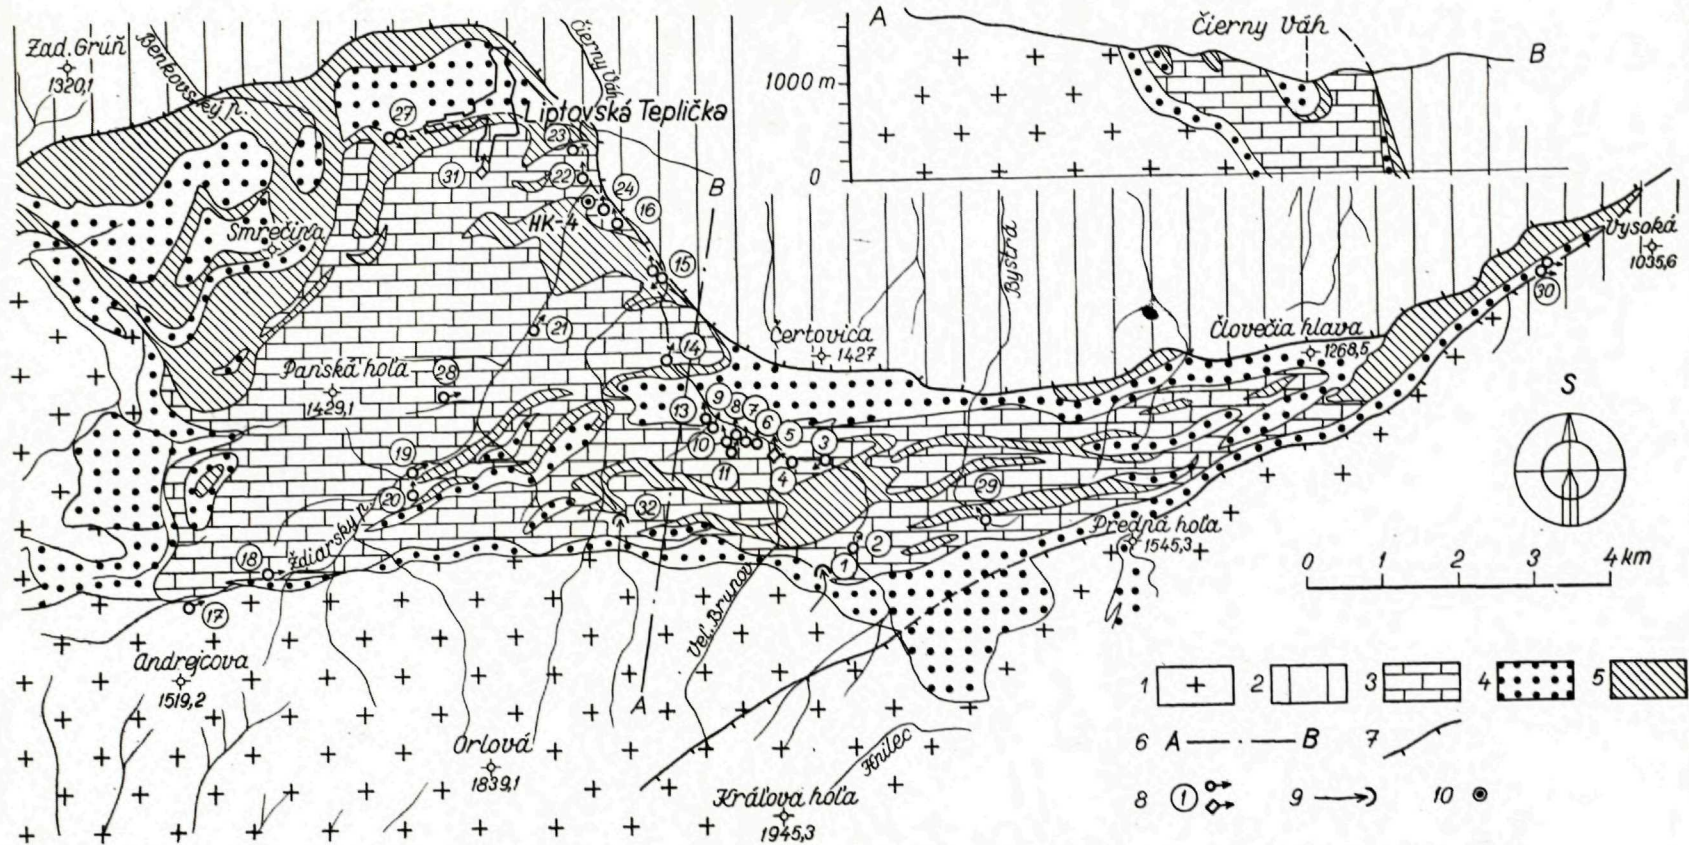 Zad. Grúň
1320,1
Benkovský p.
Čierny Váh
Liptovská Teplička
27
23
31
22
24
16
HK-4
Smrečina
15
B
21
14
Panská hoľa
1429,1
28
13
9
8
7
6
5
3
10
11
4
19
20
32
Ždiarsky p.
18
17
2
1
29
Veľ. Brunov
Andrejcova
1519,2
Orlová
1839,1
A
Kráľova hoľa
1945,3
Hnilec
Čertovica
1427
Bystrá
Človečia hlava
1268,5
Predná hoľa
1545,3
Vysoká
1035,6
30
A
Čierny Váh
B
1000 m
0
S
0 1 2 3 4 km
1 2 3 4 5
6 A B 7
8 1 9 10